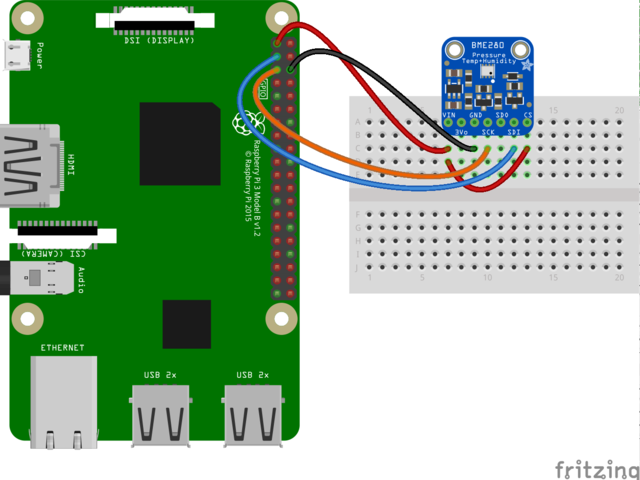 DSI (DISPLAY)
Power
HDMI
GPIO
Raspberry Pi 3 Model B v1.2
© Raspberry Pi 2015
CSI (CAMERA)
Audio
ETHERNET
USB 2x
USB 2x
BME280
Pressure
Temp+Humidity
VIN GND SDO CS
3Vo SCK SDI
1 5 15 20
A
B
C
E
F
G
H
I
J
1 5 10 15 20
fritzing